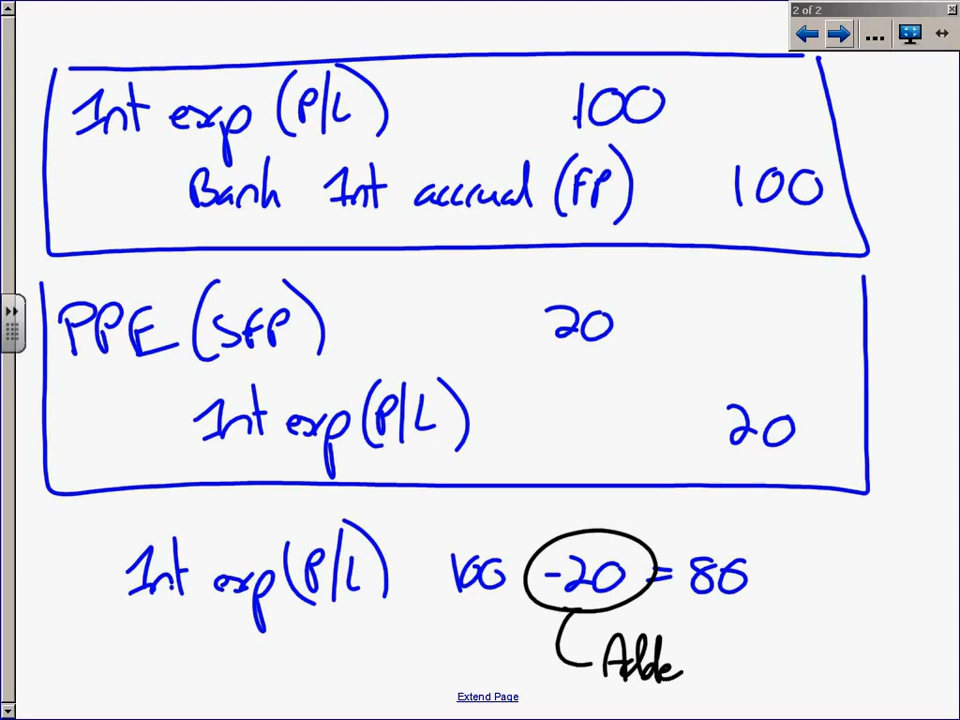 2 of 2
...
Int exp (P/L) 100
Bank Int accrual (FP) 100
PPE (SFP) 20
Int exp (P/L) 20
Int exp (P/L) 100 -20 = 80
Adde
Extend Page